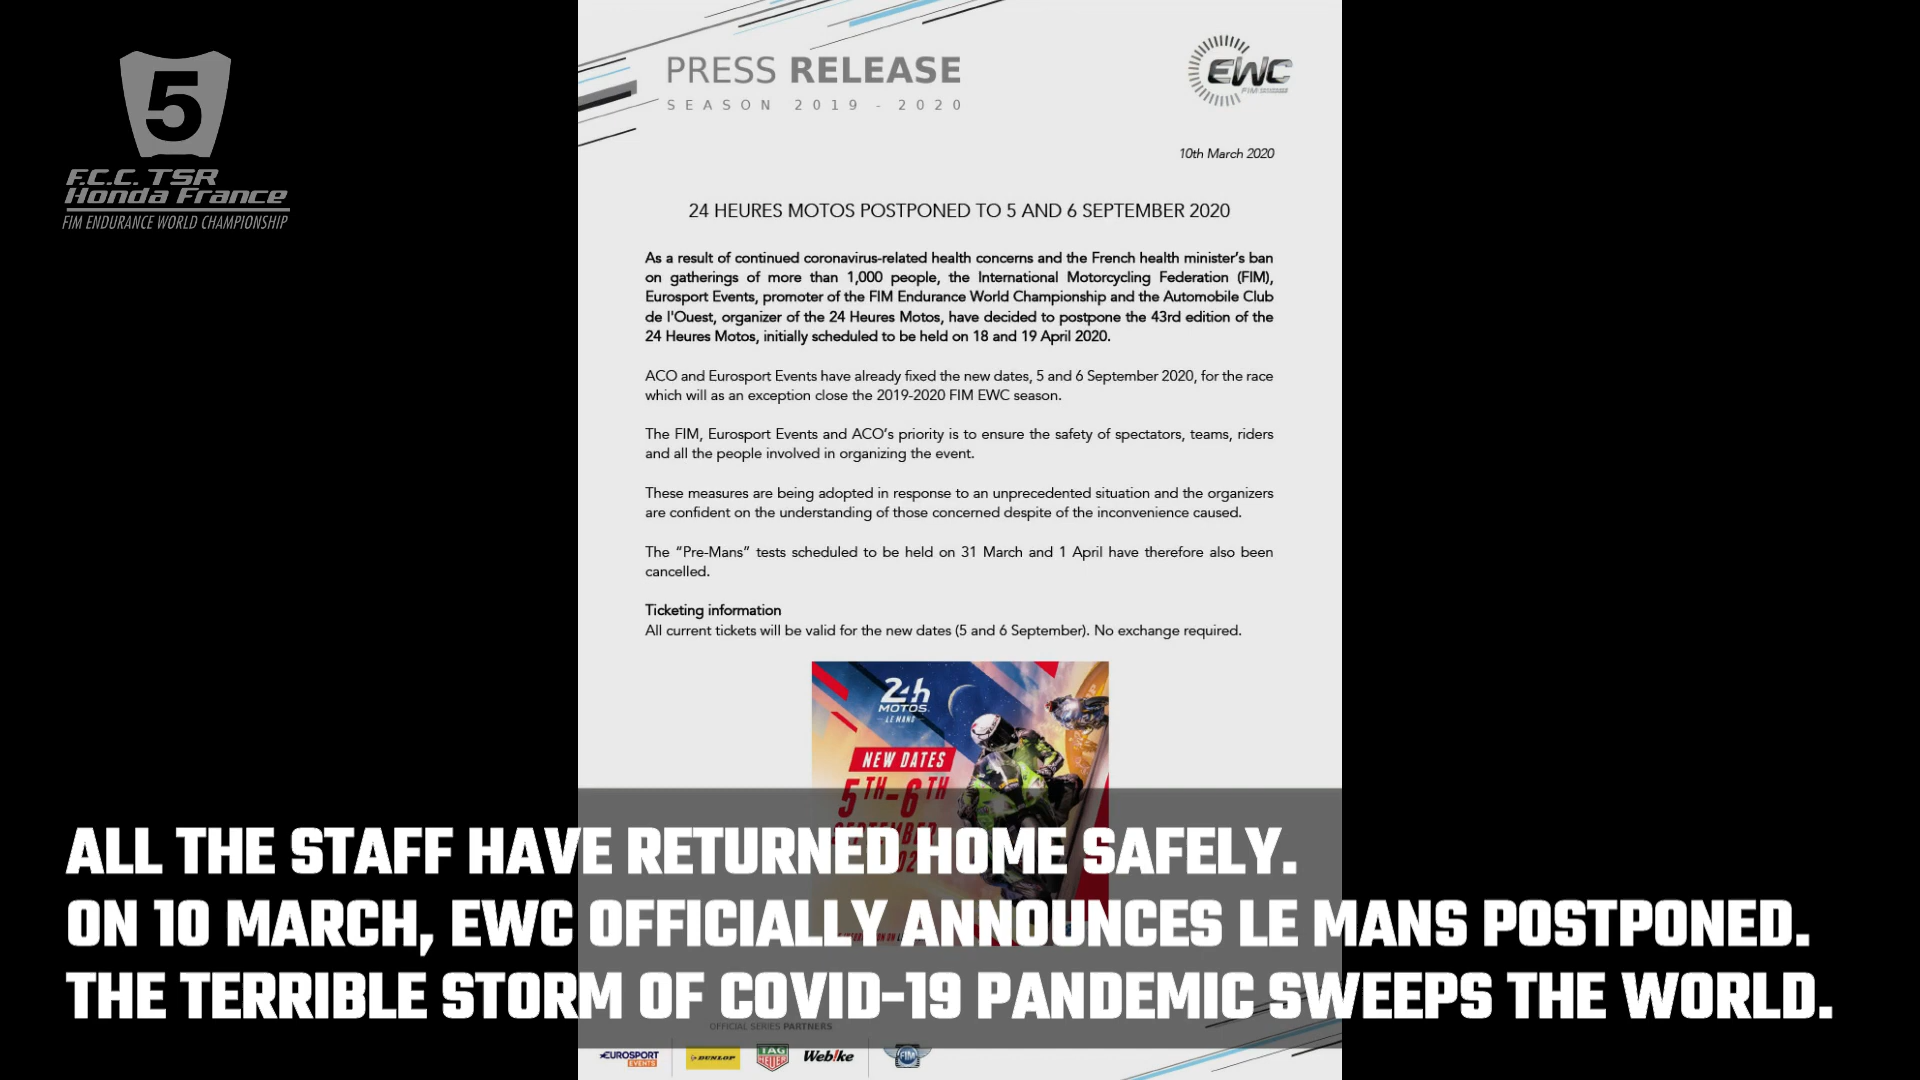 5
F.C.C. TSR
Honda France
FIM ENDURANCE WORLD CHAMPIONSHIP
PRESS RELEASE
SEASON 2019 - 2020
EWC
10th March 2020
24 HEURES MOTOS POSTPONED TO 5 AND 6 SEPTEMBER 2020
As a result of continued coronavirus-related health concerns and the French health minister's ban
on gatherings of more than 1,000 people, the International Motorcycling Federation (FIM),
Eurosport Events, promoter of the FIM Endurance World Championship and the Automobile Club
de l'Ouest, organizer of the 24 Heures Motos, have decided to postpone the 43rd edition of the
24 Heures Motos, initially scheduled to be held on 18 and 19 April 2020.
ACO and Eurosport Events have already fixed the new dates, 5 and 6 September 2020, for the race
which will as an exception close the 2019-2020 FIM EWC season.
The FIM, Eurosport Events and ACO's priority is to ensure the safety of spectators, teams, riders
and all the people involved in organizing the event.
These measures are being adopted in response to an unprecedented situation and the organizers
are confident on the understanding of those concerned despite of the inconvenience caused.
The “Pre-Mans” tests scheduled to be held on 31 March and 1 April have therefore also been
cancelled.
Ticketing information
All current tickets will be valid for the new dates (5 and 6 September). No exchange required.
24h
MOTOS
LE MANS
NEW DATES
5TH-6TH
ALL THE STAFF HAVE RETURNED HOME SAFELY.
ON 10 MARCH, EWC OFFICIALLY ANNOUNCES LE MANS POSTPONED.
THE TERRIBLE STORM OF COVID-19 PANDEMIC SWEEPS THE WORLD.
OFFICIAL SERIES PARTNERS
EUROSPORT
EVENTS
DUNLOP
TAG
HEUER
Web!ke
FIM